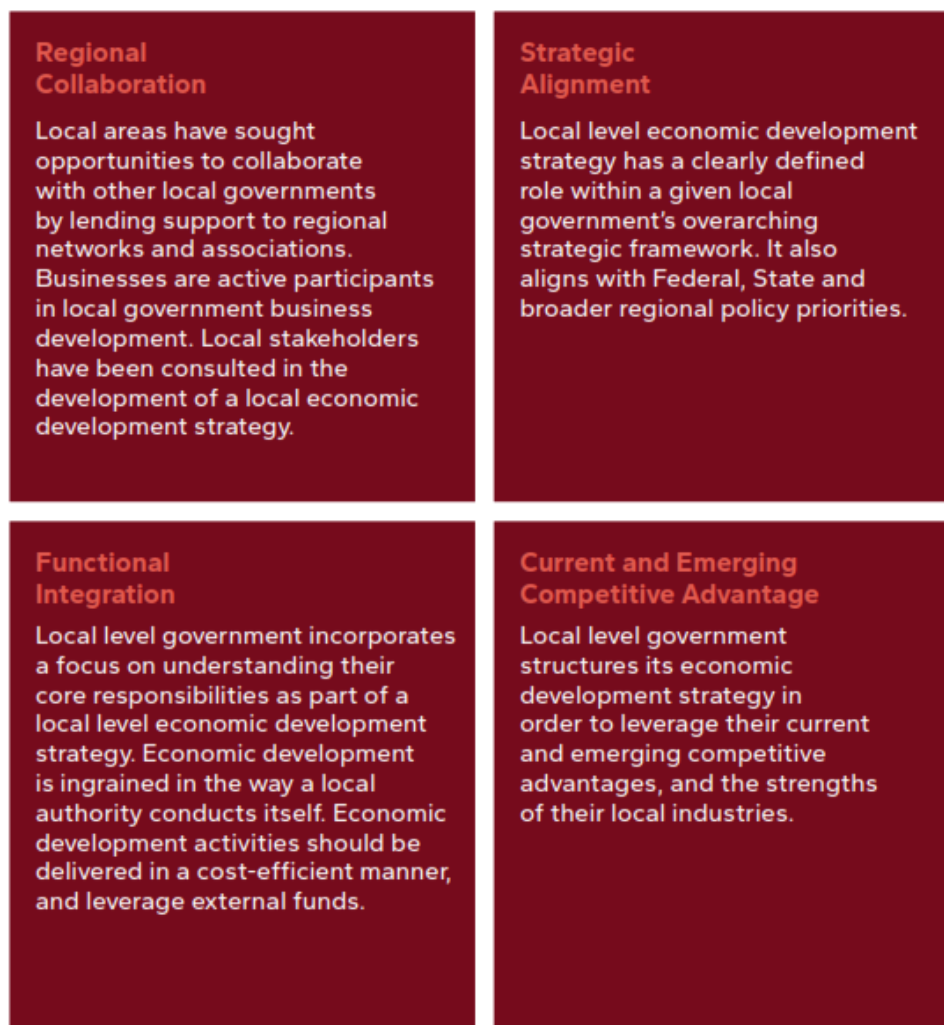 Regional
Collaboration
Local areas have sought
opportunities to collaborate
with other local governments
by lending support to regional
networks and associations.
Businesses are active participants
in local government business
development. Local stakeholders
have been consulted in the
development of a local economic
development strategy.
Strategic
Alignment
Local level economic development
strategy has a clearly defined
role within a given local
government's overarching
strategic framework. It also
aligns with Federal, State and
broader regional policy priorities.
Functional
Integration
Local level government incorporates
a focus on understanding their
core responsibilities as part of a
local level economic development
strategy. Economic development
is ingrained in the way a local
authority conducts itself. Economic
development activities should be
delivered in a cost-efficient manner,
and leverage external funds.
Current and Emerging
Competitive Advantage
Local level government
structures its economic
development strategy in
order to leverage their current
and emerging competitive
advantages, and the strengths
of their local industries.